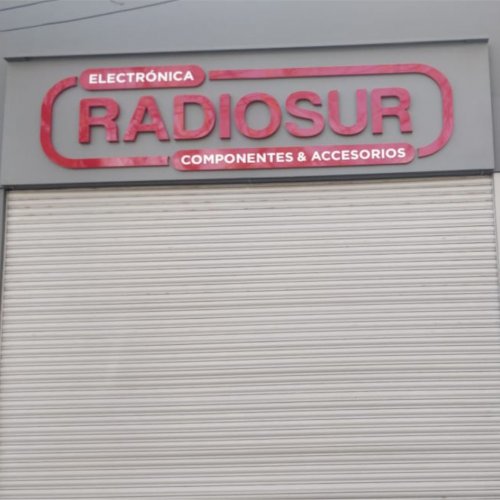 ELECTRÓNICA
RADIOSUR
COMPONENTES & ACCESORIOS